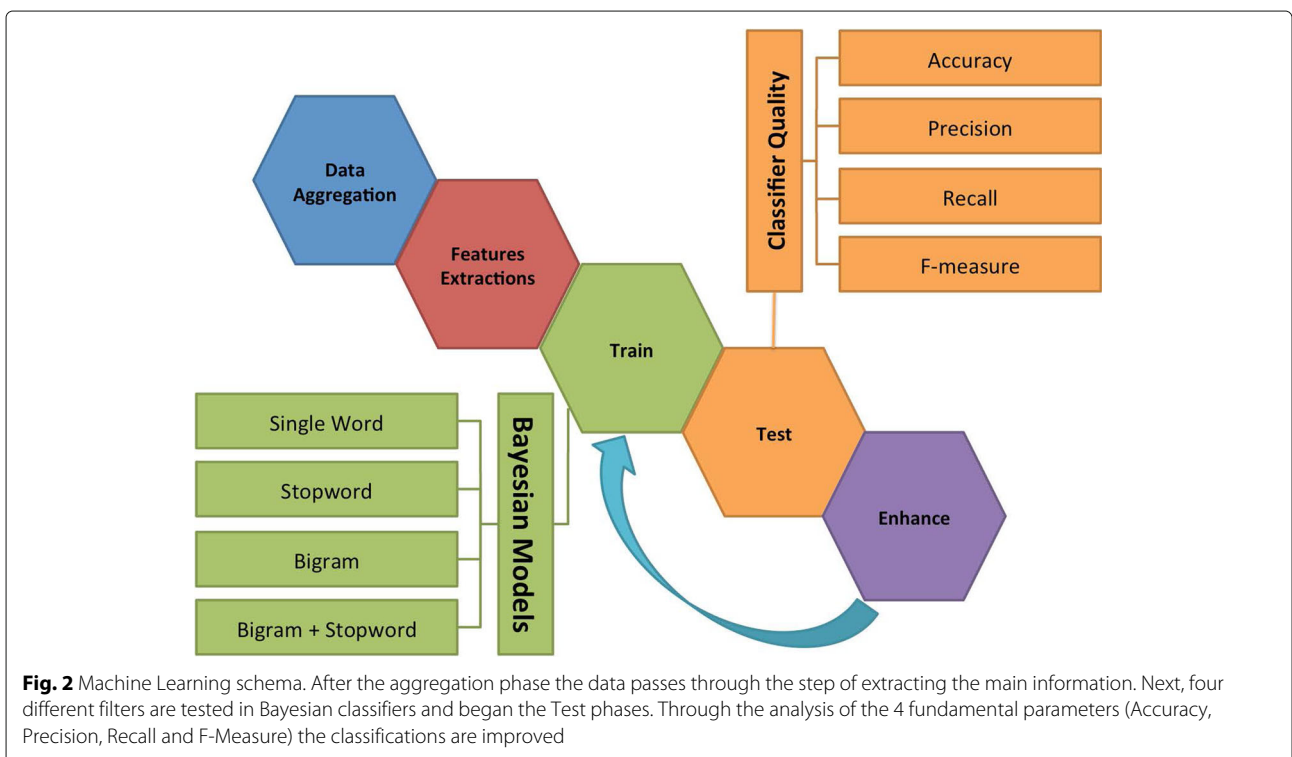 Data
Aggregation
Features
Extractions
Train
Test
Enhance
Classifier Quality
Accuracy
Precision
Recall
F-measure
Bayesian Models
Single Word
Stopword
Bigram
Bigram + Stopword
Fig. 2 Machine Learning schema. After the aggregation phase the data passes through the step of extracting the main information. Next, four
different filters are tested in Bayesian classifiers and began the Test phases. Through the analysis of the 4 fundamental parameters (Accuracy,
Precision, Recall and F-Measure) the classifications are improved